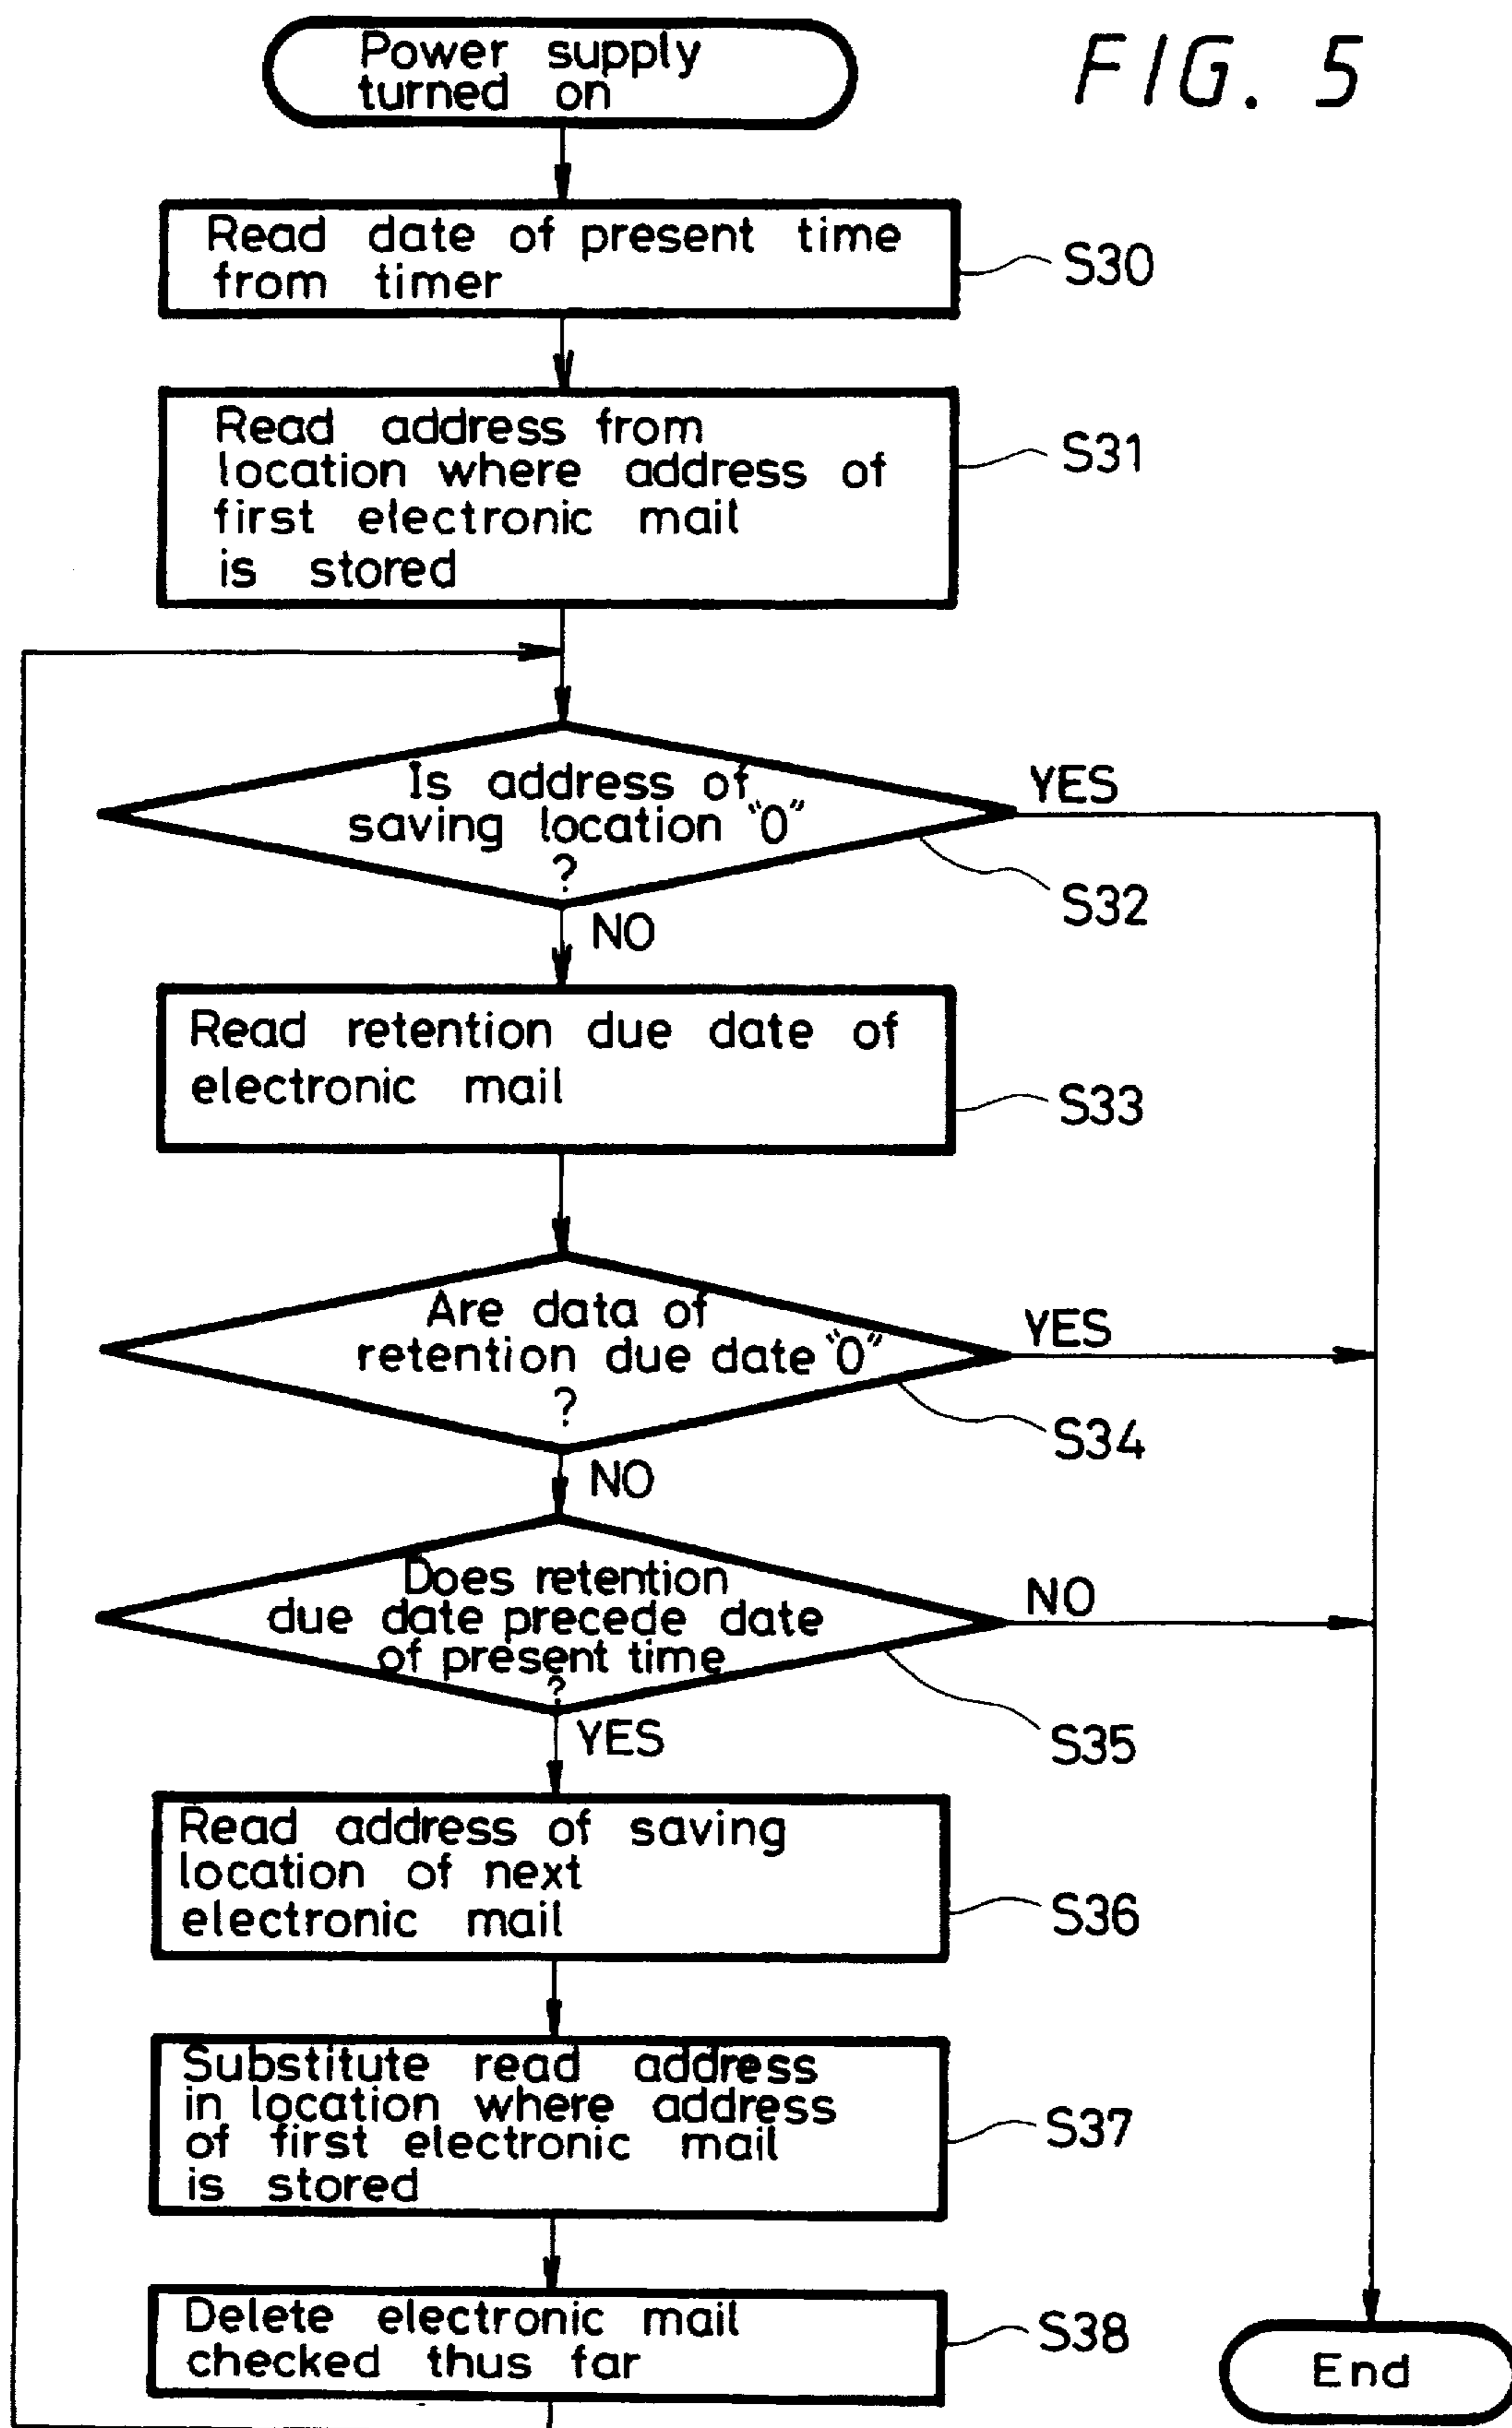 FIG. 5
Power supply
turned on
Read date of present time
from timer
S30
Read address from
location where address of
first electronic mail
is stored
S31
Is address of
saving location "0"
?
YES
S32
NO
Read retention due date of
electronic mail
S33
Are data of
retention due date "0"
?
YES
S34
NO
Does retention
due date precede date
of present time
?
NO
S35
YES
Read address of saving
location of next
electronic mail
S36
Substitute read address
in location where address
of first electronic mail
is stored
S37
Delete electronic mail
checked thus far
S38
End